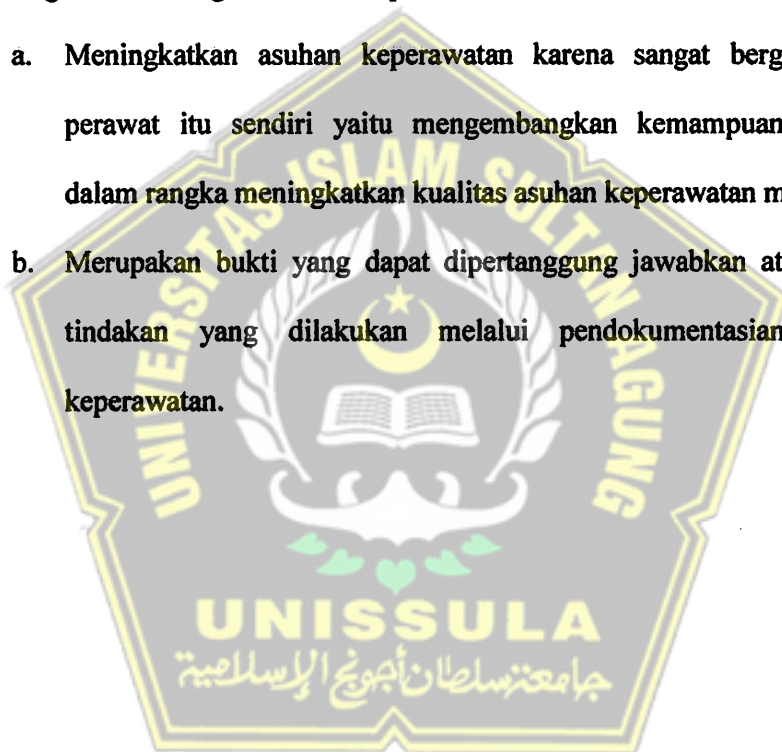 a. Meningkatkan asuhan keperawatan karena sangat berg
perawat itu sendiri yaitu mengembangkan kemampuan
dalam rangka meningkatkan kualitas asuhan keperawatan m
b. Merupakan bukti yang dapat dipertanggung jawabkan at
tindakan yang dilakukan melalui pendokumentasian
keperawatan.
UNIVERSITAS ISLAM SULTAN AGUNG
UNISSULA
جامعة سلطان أجونج الإسلامية